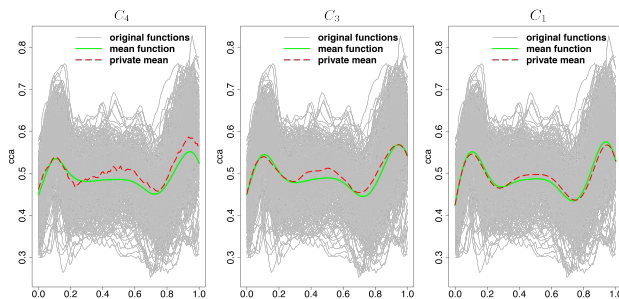 C4 C3 C1
original functions original functions original functions
mean function mean function mean function
private mean private mean private mean
0.8 0.8 0.8
0.7 0.7 0.7
0.6 0.6 0.6
cca cca cca
0.5 0.5 0.5
0.4 0.4 0.4
0.3 0.3 0.3
0.0 0.2 0.4 0.6 0.8 1.0 0.0 0.2 0.4 0.6 0.8 1.0 0.0 0.2 0.4 0.6 0.8 1.0